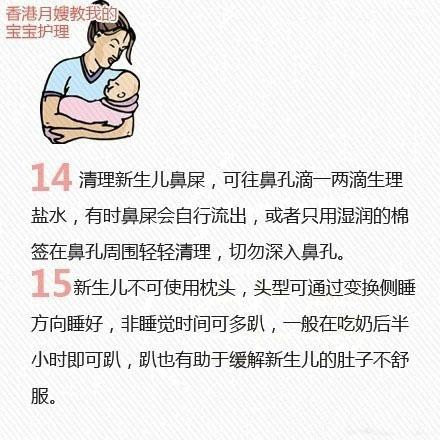 香港月嫂教我的
宝宝护理
14 清理新生儿鼻屎，可往鼻孔滴一两滴生理
盐水，有时鼻屎会自行流出，或者只用湿润的棉
签在鼻孔周围轻轻清理，切勿深入鼻孔。
15新生儿不可使用枕头，头型可通过变换侧睡
方向睡好，非睡觉时间可多趴，一般在吃奶后半
小时即可趴，趴也有助于缓解新生儿的肚子不舒
服。